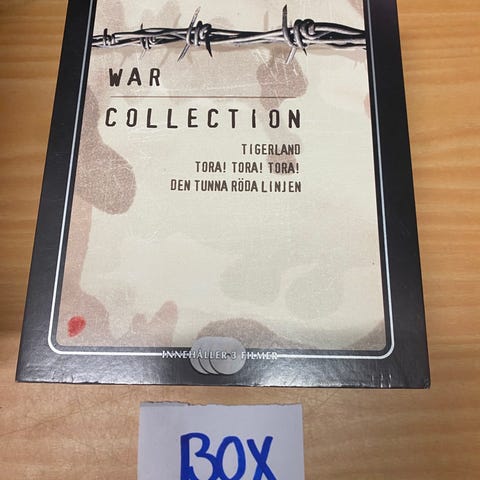 WAR
COLLECTION
TIGERLAND
TORA! TORA! TORA!
DEN TUNNA RÖDA LINJEN
INNEHÅLLER 3 FILMER
BOX